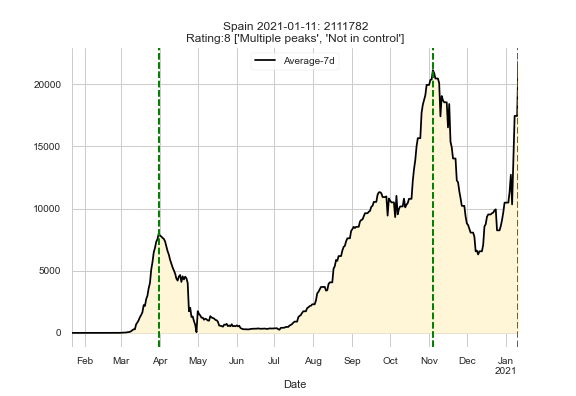 Spain 2021-01-11: 2111782
Rating:8 ['Multiple peaks', 'Not in control']
Average-7d
20000
15000
10000
5000
0
Feb Mar Apr May Jun Jul Aug Sep Oct Nov Dec Jan
2021
Date